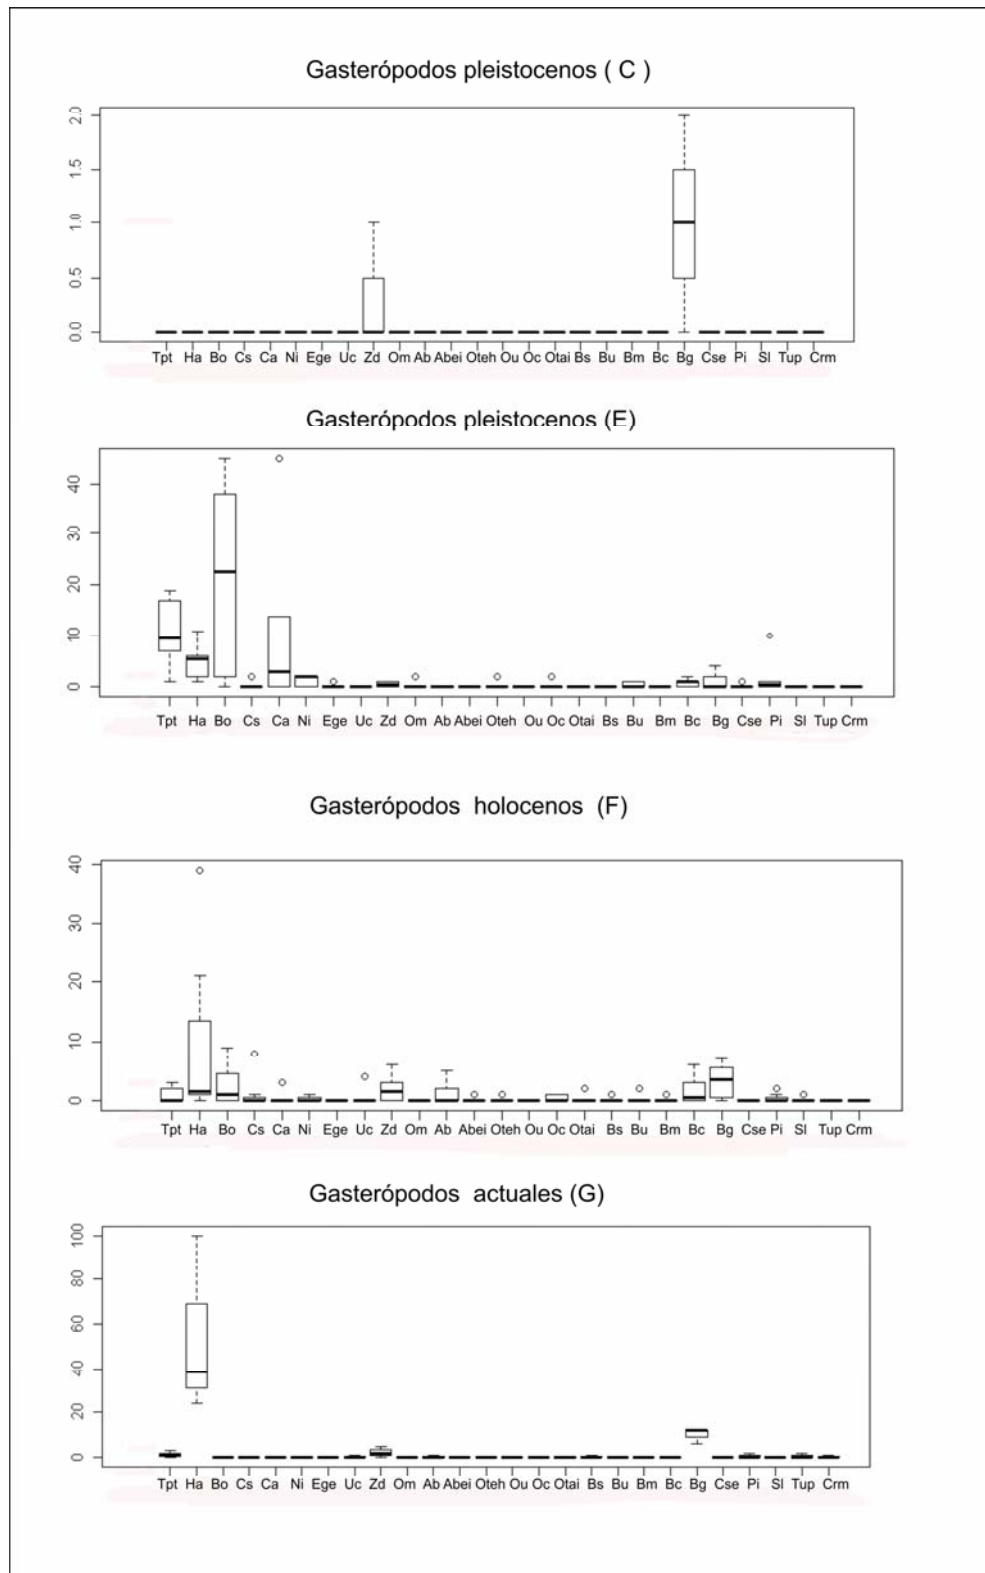 Gasterópodos pleistocenos ( C )
2.0
1.5
1.0
0.5
0.0
Tpt Ha Bo Cs Ca Ni Ege Uc Zd Om Ab Abei Oteh Ou Oc Otai Bs Bu Bm Bc Bg Cse Pi Sl Tup Crm
Gasterópodos pleistocenos (E)
40
30
20
10
0
Tpt Ha Bo Cs Ca Ni Ege Uc Zd Om Ab Abei Oteh Ou Oc Otai Bs Bu Bm Bc Bg Cse Pi Sl Tup Crm
Gasterópodos holocenos (F)
40
30
20
10
0
Tpt Ha Bo Cs Ca Ni Ege Uc Zd Om Ab Abei Oteh Ou Oc Otai Bs Bu Bm Bc Bg Cse Pi Sl Tup Crm
Gasterópodos actuales (G)
100
80
60
40
20
0
Tpt Ha Bo Cs Ca Ni Ege Uc Zd Om Ab Abei Oteh Ou Oc Otai Bs Bu Bm Bc Bg Cse Pi Sl Tup Crm